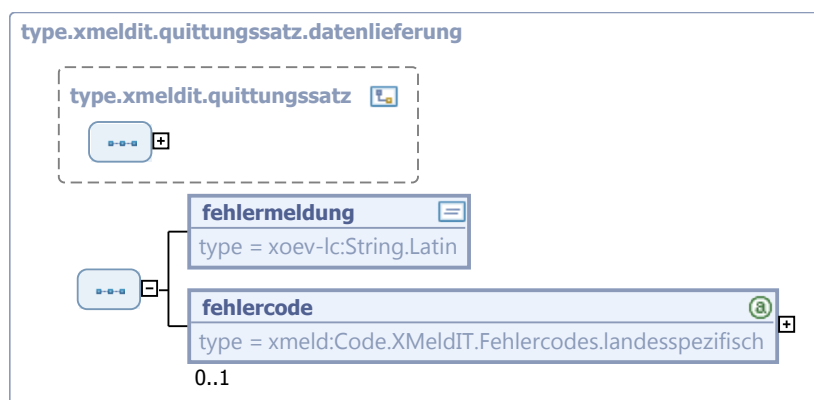 type.xmeldit.quittungssatz.datenlieferung
type.xmeldit.quittungssatz
fehlermeldung
type = xoev-lc:String.Latin
fehlercode
type = xmeld:Code.XMeldIT.Fehlercodes.landesspezifisch
0..1